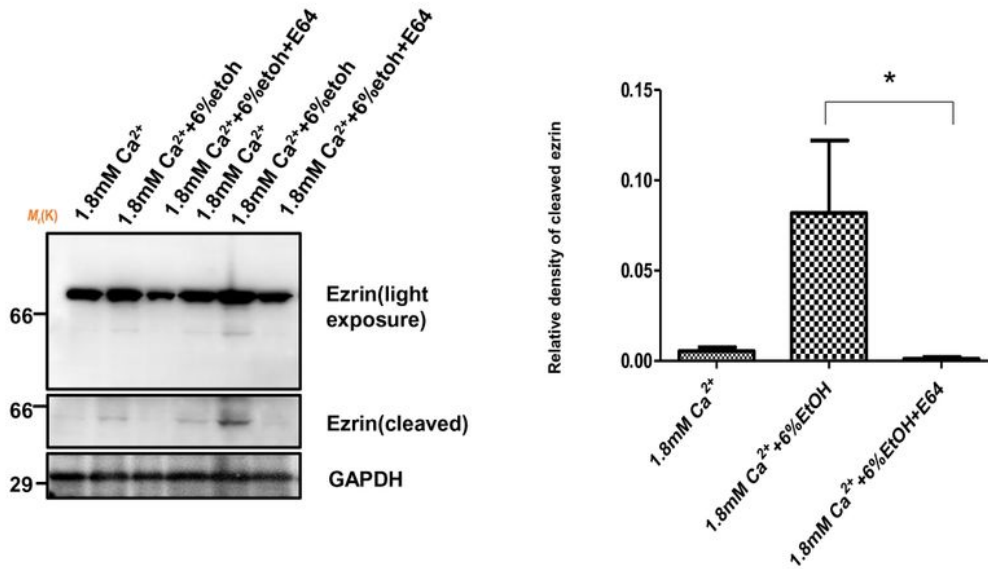 1.8mM Ca²⁺
1.8mM Ca²⁺+6%etoh
1.8mM Ca²⁺+6%etoh+E64
1.8mM Ca²⁺
1.8mM Ca²⁺+6%etoh
1.8mM Ca²⁺+6%etoh+E64
Mr(K)
66
Ezrin(light
exposure)
66
Ezrin(cleaved)
29
GAPDH
Relative density of cleaved ezrin
0.15
0.10
0.05
0.00
*
1.8mM Ca²⁺
1.8mM Ca²⁺+6%EtOH
1.8mM Ca²⁺+6%EtOH+E64